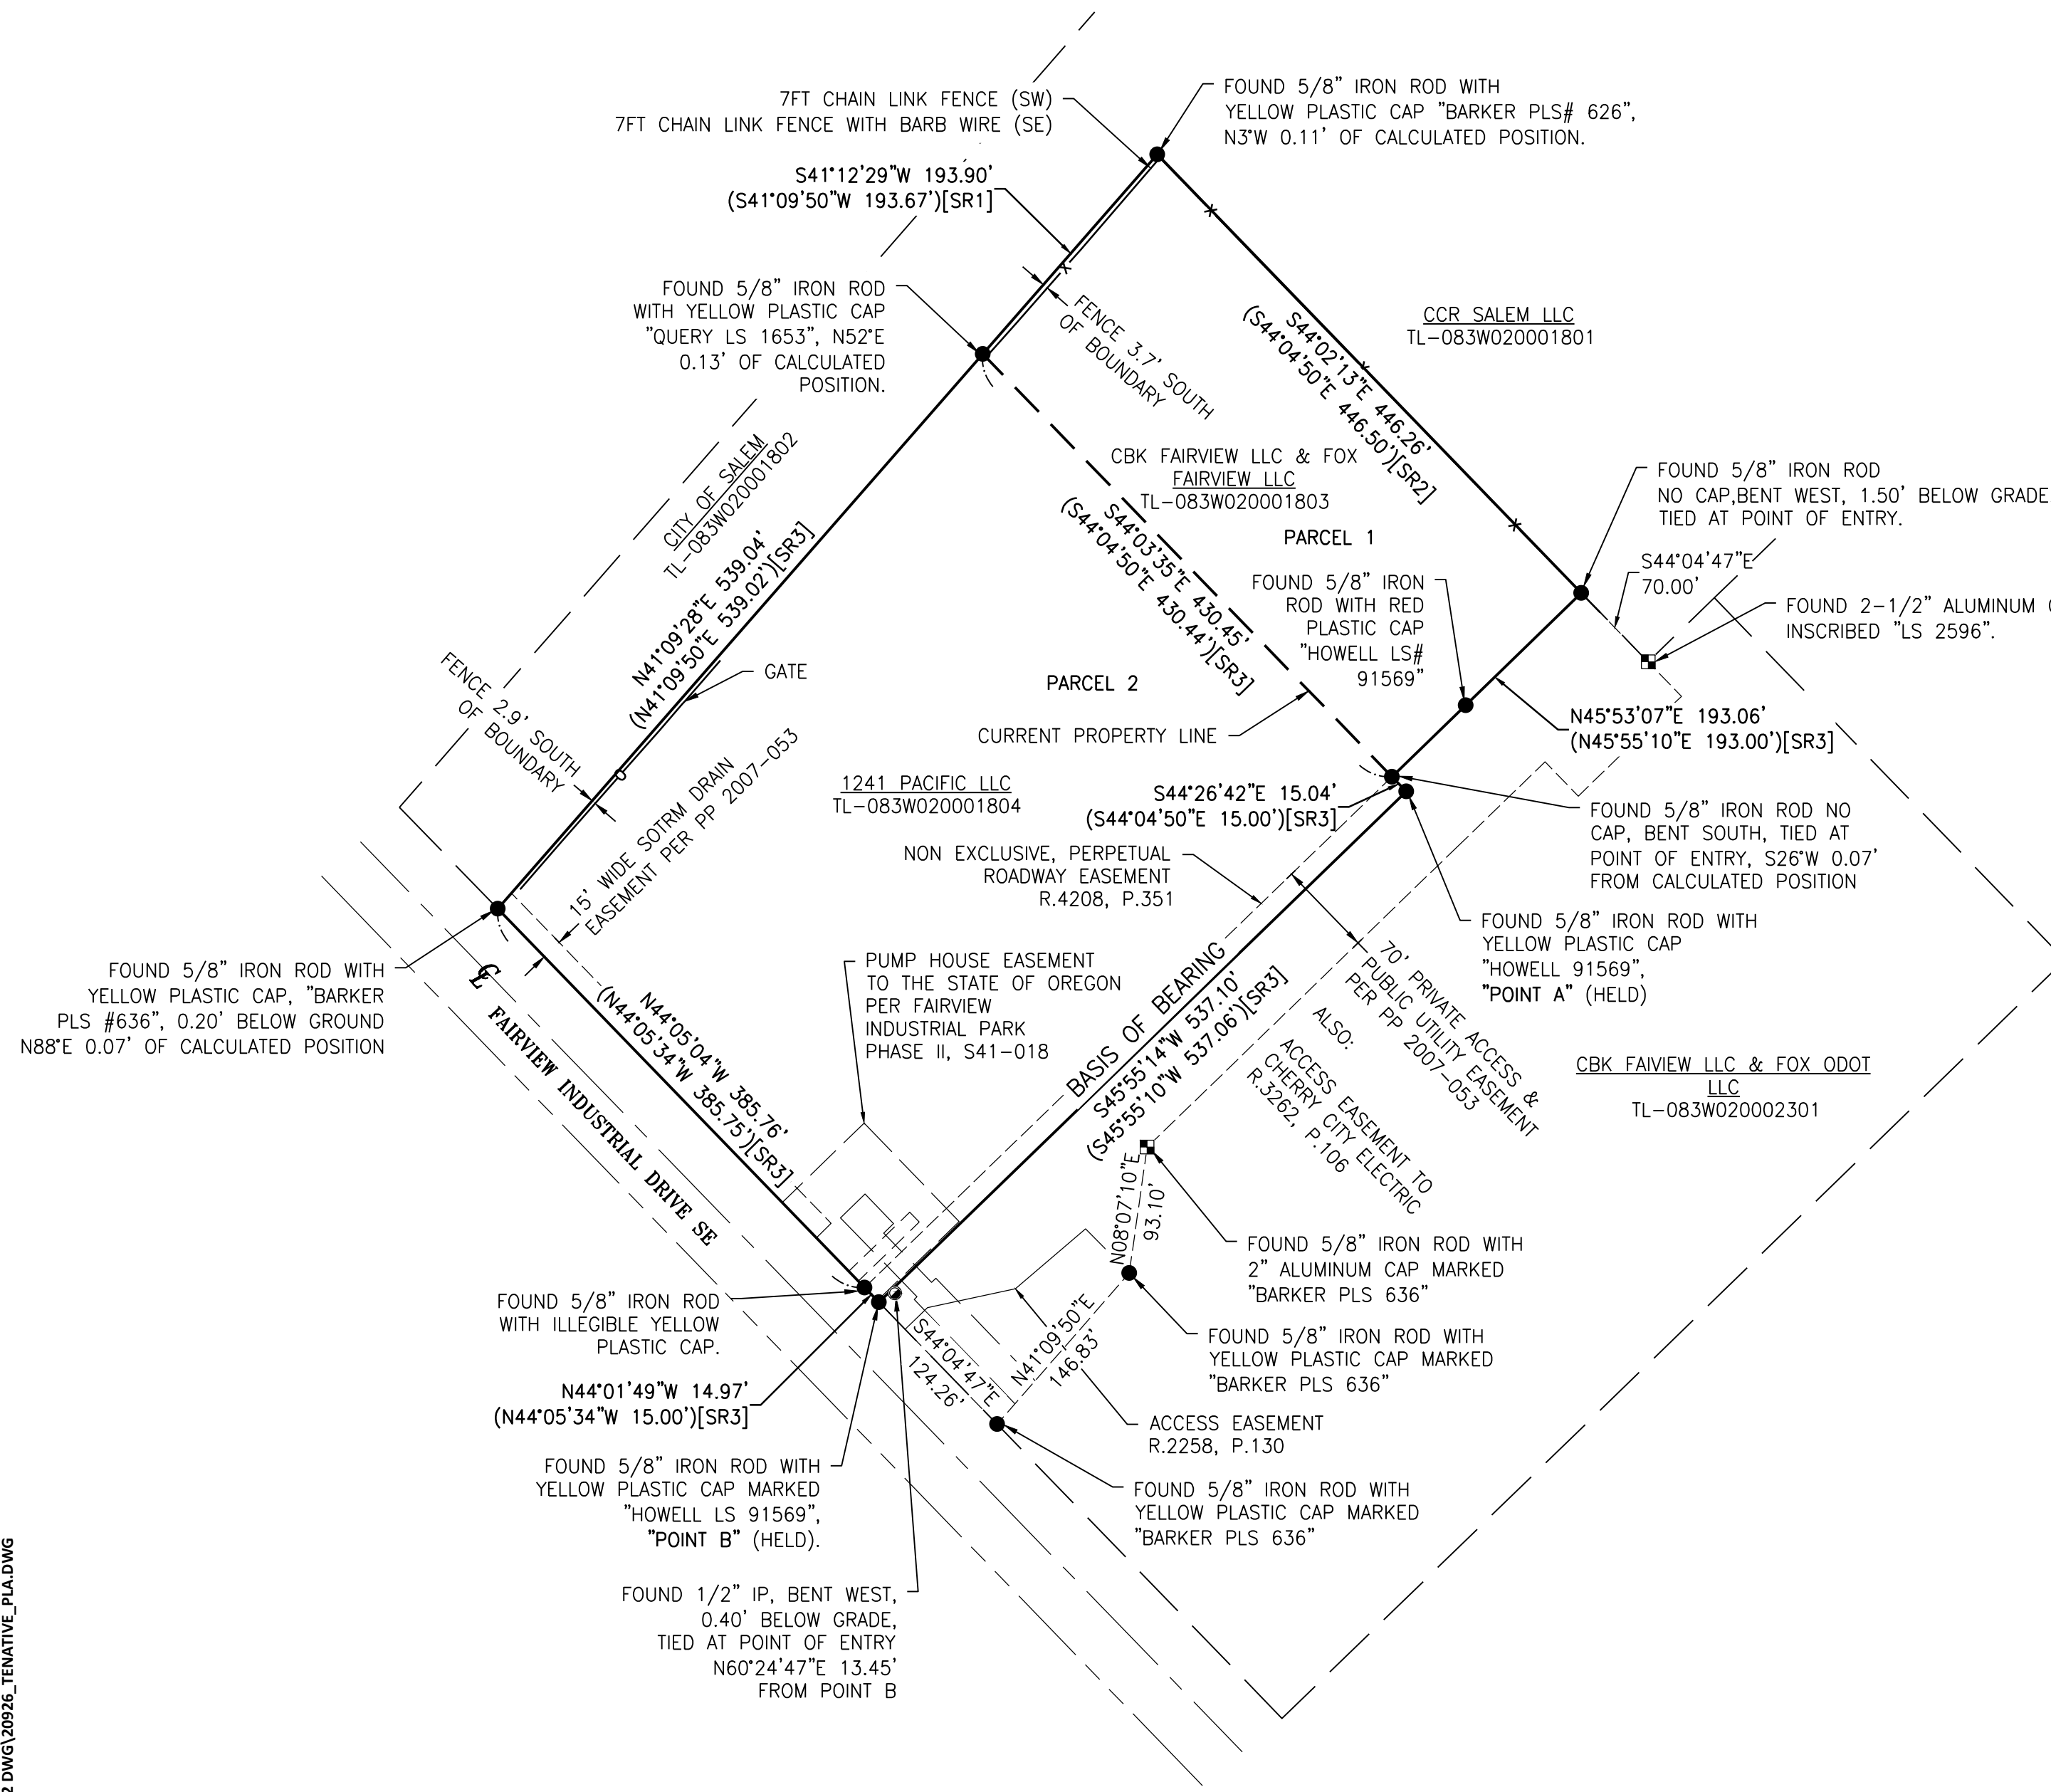 7FT CHAIN LINK FENCE (SW)
7FT CHAIN LINK FENCE WITH BARB WIRE (SE)
FOUND 5/8" IRON ROD WITH
YELLOW PLASTIC CAP "BARKER PLS# 626",
N3°W 0.11' OF CALCULATED POSITION.
S41°12'29"W 193.90'
(S41°09'50"W 193.67')[SR1]
FOUND 5/8" IRON ROD
WITH YELLOW PLASTIC CAP
"QUERY LS 1653", N52°E
0.13' OF CALCULATED
POSITION.
FENCE 3.7' SOUTH
OF BOUNDARY
S44°02'13"E 446.26'
(S44°04'50"E 446.50')[SR2]
CCR SALEM LLC
TL-083W020001801
CITY OF SALEM
TL-083W020001802
CBK FAIRVIEW LLC & FOX
FAIRVIEW LLC
TL-083W020001803
PARCEL 1
S44°03'35"E 430.45'
(S44°04'50"E 430.44')[SR3]
FOUND 5/8" IRON ROD
NO CAP,BENT WEST, 1.50' BELOW GRADE
TIED AT POINT OF ENTRY.
S44°04'47"E
70.00'
FOUND 2-1/2" ALUMINUM
INSCRIBED "LS 2596".
FOUND 5/8" IRON
ROD WITH RED
PLASTIC CAP
"HOWELL LS#
91569"
N41°09'28"E 539.04'
(N41°09'50"E 539.02')[SR3]
GATE
FENCE 2.9' SOUTH
OF BOUNDARY
PARCEL 2
CURRENT PROPERTY LINE
N45°53'07"E 193.06'
(N45°55'10"E 193.00')[SR3]
1241 PACIFIC LLC
TL-083W020001804
15' WIDE SOTRM DRAIN
EASEMENT PER PP 2007-053
S44°26'42"E 15.04'
(S44°04'50"E 15.00')[SR3]
FOUND 5/8" IRON ROD NO
CAP, BENT SOUTH, TIED AT
POINT OF ENTRY, S26°W 0.07'
FROM CALCULATED POSITION
NON EXCLUSIVE, PERPETUAL
ROADWAY EASEMENT
R.4208, P.351
FOUND 5/8" IRON ROD WITH
YELLOW PLASTIC CAP
"HOWELL 91569",
"POINT A" (HELD)
FOUND 5/8" IRON ROD WITH
YELLOW PLASTIC CAP, "BARKER
PLS #636", 0.20' BELOW GROUND
N88°E 0.07' OF CALCULATED POSITION
CL
FAIRVIEW INDUSTRIAL DRIVE SE
N44°05'04"W 385.76'
(N44°05'34"W 385.75')[SR3]
PUMP HOUSE EASEMENT
TO THE STATE OF OREGON
PER FAIRVIEW
INDUSTRIAL PARK
PHASE II, S41-018
BASIS OF BEARING
S45°55'14"W 537.10'
(S45°55'10"W 537.06')[SR3]
70' PRIVATE ACCESS &
PUBLIC UTILITY EASEMENT
PER PP 2007-053
ALSO:
ACCESS EASEMENT TO
CHERRY CITY ELECTRIC
R.3262, P.106
CBK FAIVIEW LLC & FOX ODOT
LLC
TL-083W020002301
N08°07'10"E
93.10'
FOUND 5/8" IRON ROD WITH
2" ALUMINUM CAP MARKED
"BARKER PLS 636"
FOUND 5/8" IRON ROD
WITH ILLEGIBLE YELLOW
PLASTIC CAP.
S44°04'47"E
124.26'
N41°09'50"E
146.83'
FOUND 5/8" IRON ROD WITH
YELLOW PLASTIC CAP MARKED
"BARKER PLS 636"
N44°01'49"W 14.97'
(N44°05'34"W 15.00')[SR3]
ACCESS EASEMENT
R.2258, P.130
FOUND 5/8" IRON ROD WITH
YELLOW PLASTIC CAP MARKED
"HOWELL LS 91569",
"POINT B" (HELD).
FOUND 5/8" IRON ROD WITH
YELLOW PLASTIC CAP MARKED
"BARKER PLS 636"
FOUND 1/2" IP, BENT WEST,
0.40' BELOW GRADE,
TIED AT POINT OF ENTRY
N60°24'47"E 13.45'
FROM POINT B
2 DWG\20926_TENATIVE_PLA.DWG